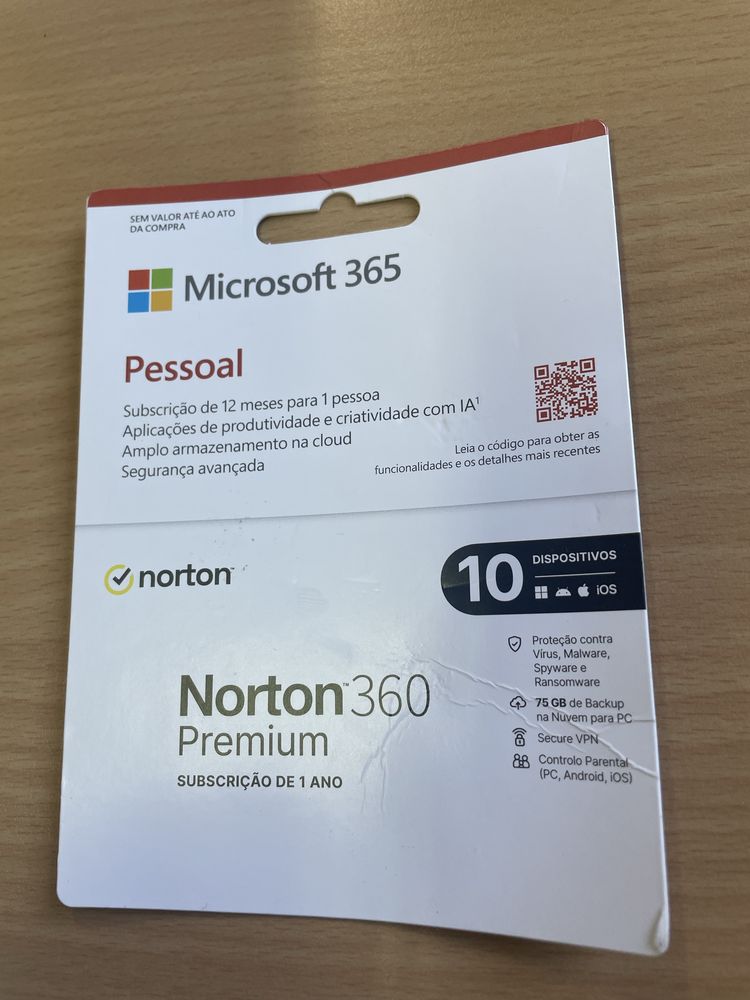 SEM VALOR ATÉ AO ATO
DA COMPRA
Microsoft 365
Pessoal
Subscrição de 12 meses para 1 pessoa
Aplicações de produtividade e criatividade com IA¹
Amplo armazenamento na cloud
Segurança avançada
Leia o código para obter as
funcionalidades e os detalhes mais recentes
norton™
10 DISPOSITIVOS
iOS
Norton™360
Premium
SUBSCRIÇÃO DE 1 ANO
Proteção contra
Vírus, Malware,
Spyware e
Ransomware
75 GB de Backup
na Nuvem para PC
Secure VPN
Controlo Parental
(PC, Android, iOS)